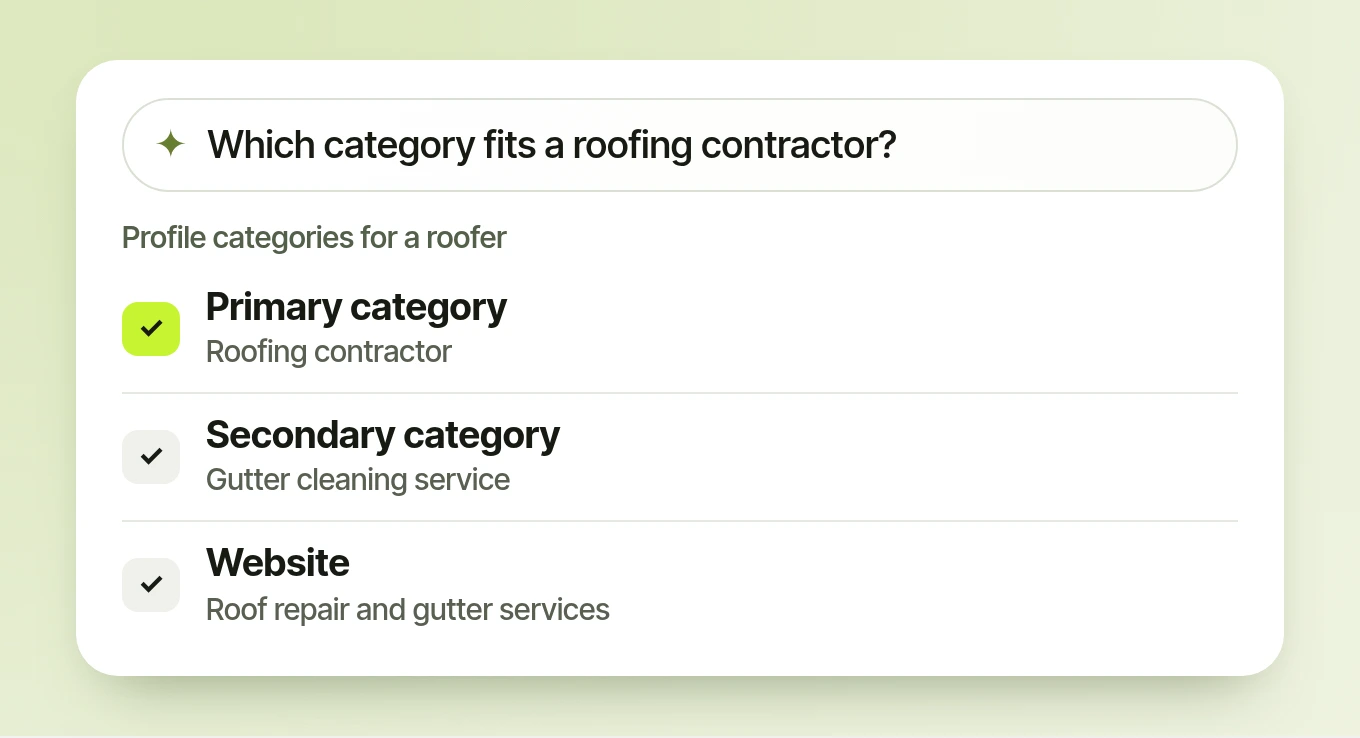 Which category fits a roofing contractor?
Profile categories for a roofer
Primary category
Roofing contractor
Secondary category
Gutter cleaning service
Website
Roof repair and gutter services